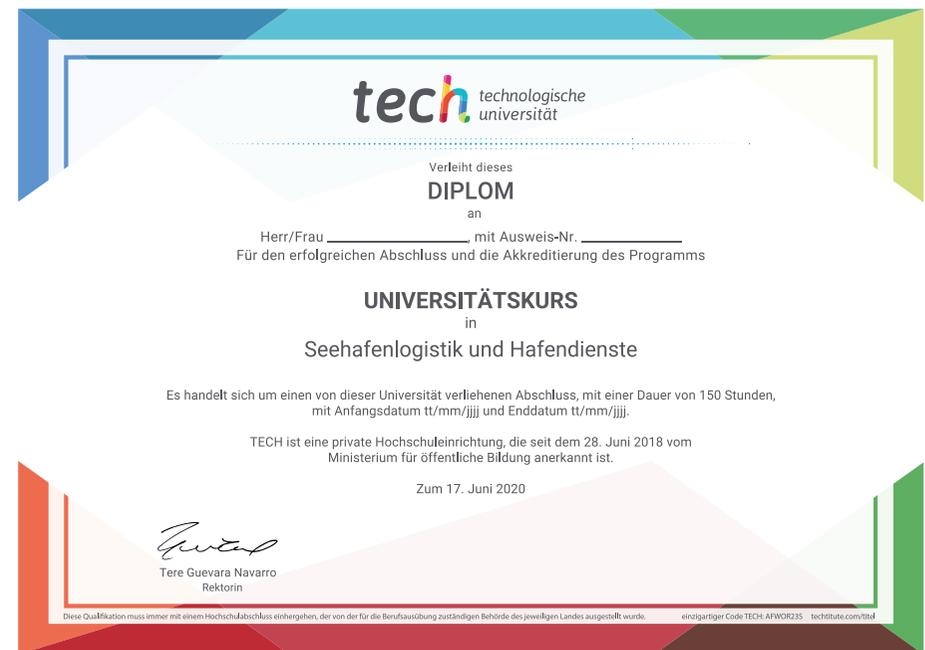 tech technologische
universität
Verleiht dieses
DIPLOM
an
Herr/Frau ________________, mit Ausweis-Nr. ____________
Für den erfolgreichen Abschluss und die Akkreditierung des Programms
UNIVERSITÄTSKURS
in
Seehafenlogistik und Hafendienste
Es handelt sich um einen von dieser Universität verliehenen Abschluss, mit einer Dauer von 150 Stunden,
mit Anfangsdatum tt/mm/jjjj und Enddatum tt/mm/jjjj.
TECH ist eine private Hochschuleinrichtung, die seit dem 28. Juni 2018 vom
Ministerium für öffentliche Bildung anerkannt ist.
Zum 17. Juni 2020
Tere Guevara Navarro
Rektorin
Diese Qualifikation muss immer mit einem Hochschulabschluss einhergehen, der von der für die Berufsausübung zuständigen Behörde des jeweiligen Landes ausgestellt wurde. einzigartiger Code TECH: AFWOR235 techtitute.com/titel